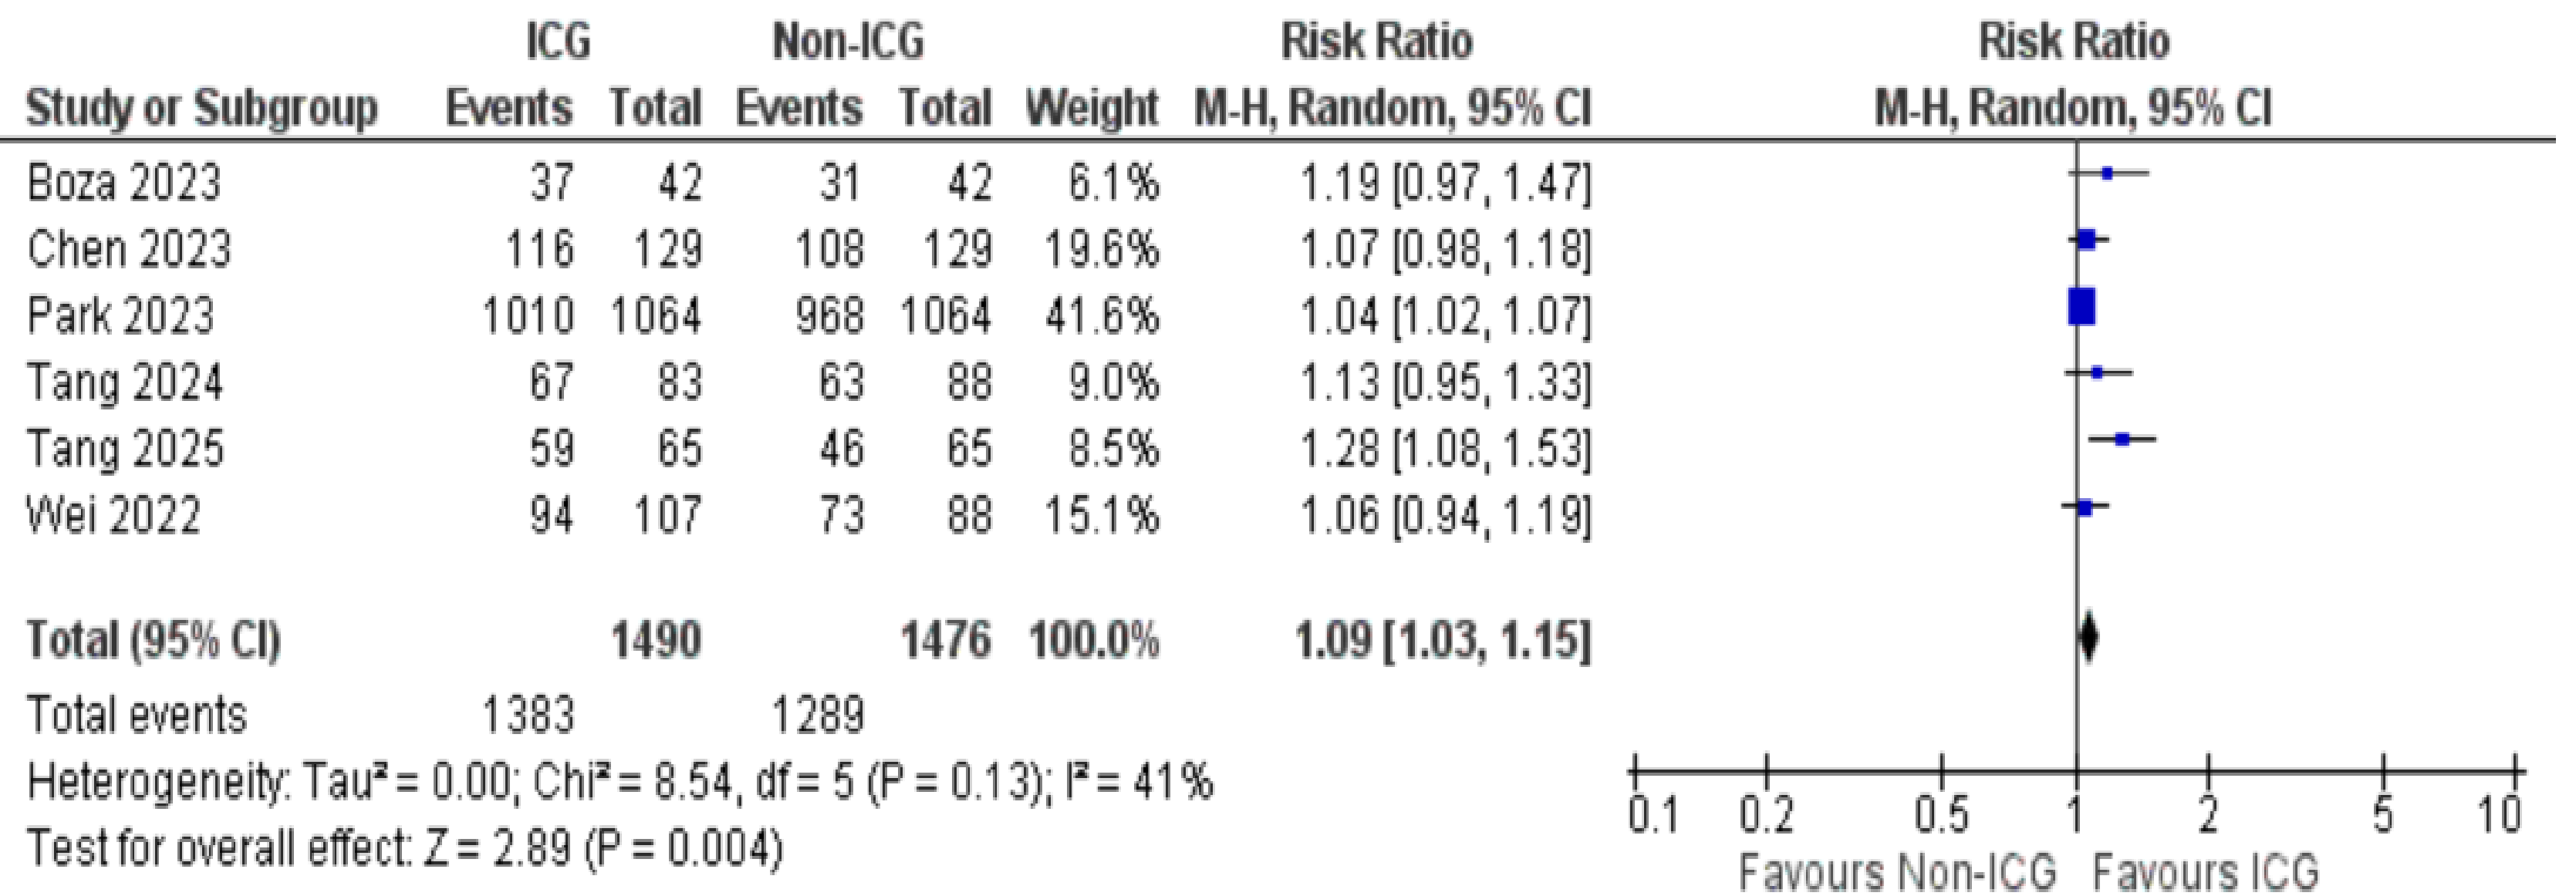 ICG Non-ICG Risk Ratio Risk Ratio
Study or Subgroup Events Total Events Total Weight M-H, Random, 95% CI M-H, Random, 95% CI
Boza 2023 37 42 31 42 6.1% 1.19 [0.97, 1.47]
Chen 2023 116 129 108 129 19.6% 1.07 [0.98, 1.18]
Park 2023 1010 1064 968 1064 41.6% 1.04 [1.02, 1.07]
Tang 2024 67 83 63 88 9.0% 1.13 [0.95, 1.33]
Tang 2025 59 65 46 65 8.5% 1.28 [1.08, 1.53]
Wei 2022 94 107 73 88 15.1% 1.06 [0.94, 1.19]
Total (95% CI) 1490 1476 100.0% 1.09 [1.03, 1.15]
Total events 1383 1289
Heterogeneity: Tau² = 0.00; Chi² = 8.54, df = 5 (P = 0.13); I² = 41%
Test for overall effect: Z = 2.89 (P = 0.004)
0.1 0.2 0.5 1 2 5 10
Favours Non-ICG Favours ICG